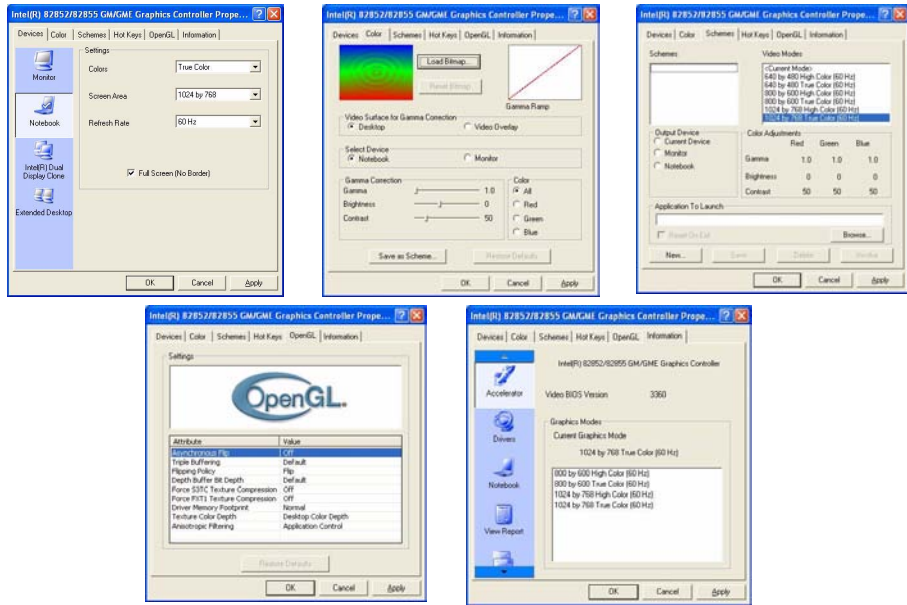 Intel(R) 82852/82855 GM/GME Graphics Controller Prope...
Devices Color Schemes Hot Keys OpenGL Information
Monitor
Notebook
Intel(R) Dual
Display Clone
Extended Desktop
Settings
Colors True Color
Screen Area 1024 by 768
Refresh Rate 60 Hz
Full Screen (No Border)
OK Cancel Apply
Intel(R) 82852/82855 GM/GME Graphics Controller Prope...
Devices Color Schemes Hot Keys OpenGL Information
Load Bitmap...
Reset Bitmap
Gamma Ramp
Video Surface for Gamma Correction
Desktop Video Overlay
Select Device
Notebook Monitor
Gamma Correction
Gamma 1.0
Brightness 0
Contrast 50
Color
All
Red
Green
Blue
Save as Scheme... Restore Defaults
OK Cancel Apply
Intel(R) 82852/82855 GM/GME Graphics Controller Prope...
Devices Color Schemes Hot Keys OpenGL Information
Schemes
Video Modes
<Current Mode>
640 by 480 High Color (60 Hz)
640 by 480 True Color (60 Hz)
800 by 600 High Color (60 Hz)
800 by 600 True Color (60 Hz)
1024 by 768 High Color (60 Hz)
1024 by 768 True Color (60 Hz)
Output Device
Current Device
Monitor
Notebook
Color Adjustments
Red Green Blue
Gamma 1.0 1.0 1.0
Brightness 0 0 0
Contrast 50 50 50
Application To Launch
Reset On Exit
Browse...
New... Save Delete
OK Cancel Apply
Intel(R) 82852/82855 GM/GME Graphics Controller Prope...
Devices Color Schemes Hot Keys OpenGL Information
Settings
OpenGL.
Attribute Value
Asynchronous Flip Off
Triple Buffering Default
Flipping Policy Flip
Depth Buffer Bit Depth Default
Force S3TC Texture Compression Off
Force FXT1 Texture Compression Off
Driver Memory Footprint Normal
Texture Color Depth Desktop Color Depth
Anisotropic Filtering Application Control
Restore Defaults
OK Cancel Apply
Intel(R) 82852/82855 GM/GME Graphics Controller Prope...
Devices Color Schemes Hot Keys OpenGL Information
Accelerator
Drivers
Notebook
View Report
Intel(R) 82852/82855 GM/GME Graphics Controller
Video BIOS Version 3360
Graphics Modes
Current Graphics Mode
1024 by 768 True Color (60 Hz)
800 by 600 High Color (60 Hz)
800 by 600 True Color (60 Hz)
1024 by 768 High Color (60 Hz)
1024 by 768 True Color (60 Hz)
OK Cancel Apply